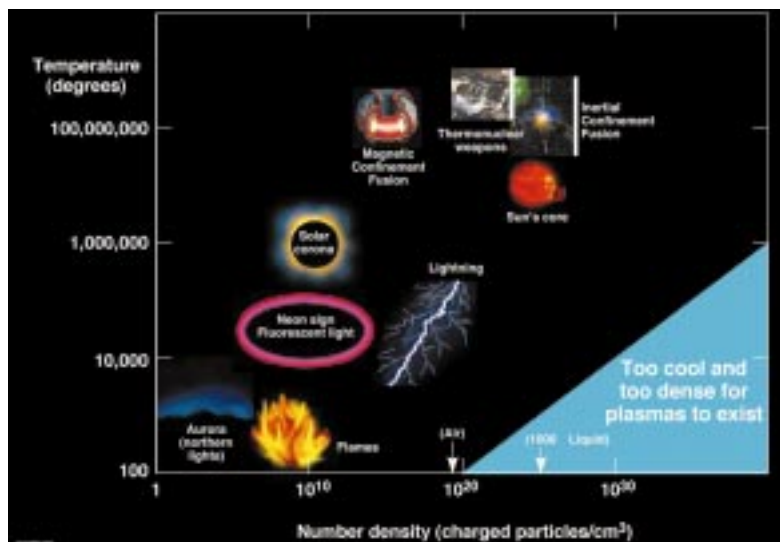 Temperature
(degrees)
100,000,000
1,000,000
10,000
100
Magnetic
Confinement
Fusion
Thermonuclear
weapons
Inertial
Confinement
Fusion
Sun's core
Solar
corona
Lightning
Neon sign
Fluorescent light
Too cool and
too dense for
plasmas to exist
Aurora
(northern
lights)
Flames
(Air)
1
10¹⁰
10²⁰
10³⁰
Number density (charged particles/cm³)